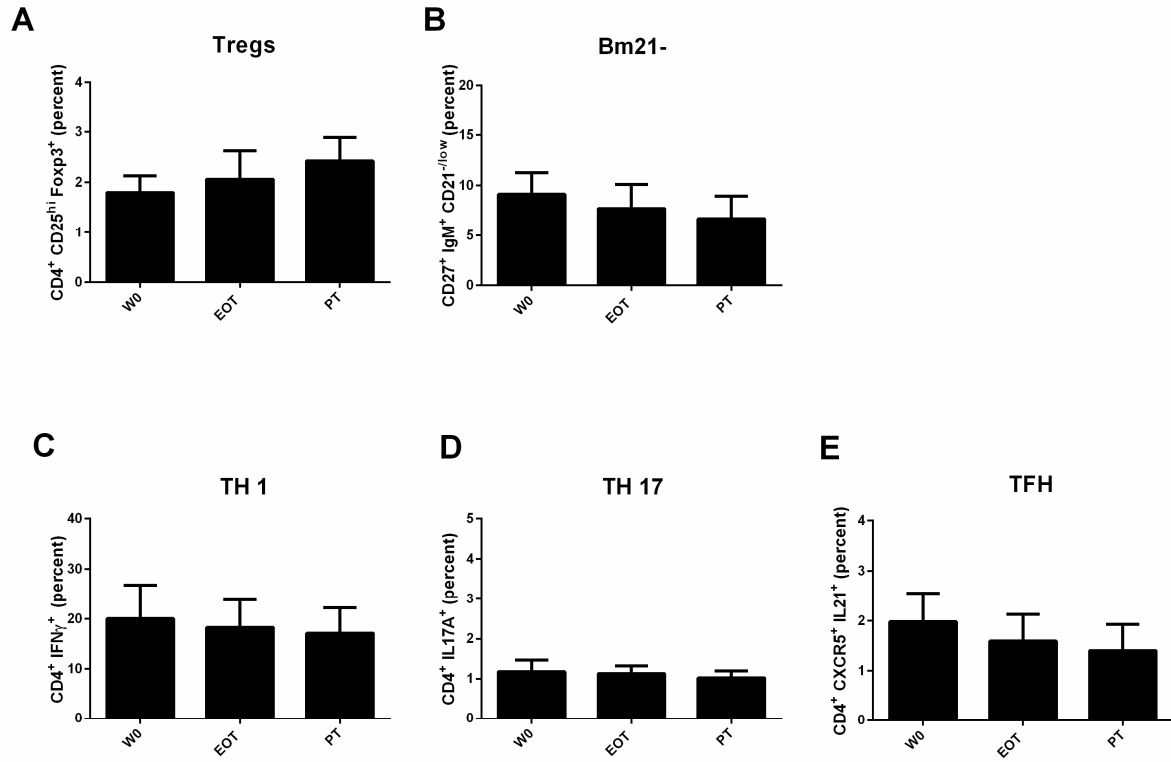 A
Tregs
CD4+ CD25hi Foxp3+ (percent)
4
3
2
1
0
W0
EOT
PT
B
Bm21-
CD27+ IgM+ CD21-/low (percent)
20
15
10
5
0
W0
EOT
PT
C
TH 1
CD4+ IFNγ+ (percent)
40
30
20
10
0
W0
EOT
PT
D
TH 17
CD4+ IL17A+ (percent)
5
4
3
2
1
0
W0
EOT
PT
E
TFH
CD4+ CXCR5+ IL21+ (percent)
4
3
2
1
0
W0
EOT
PT